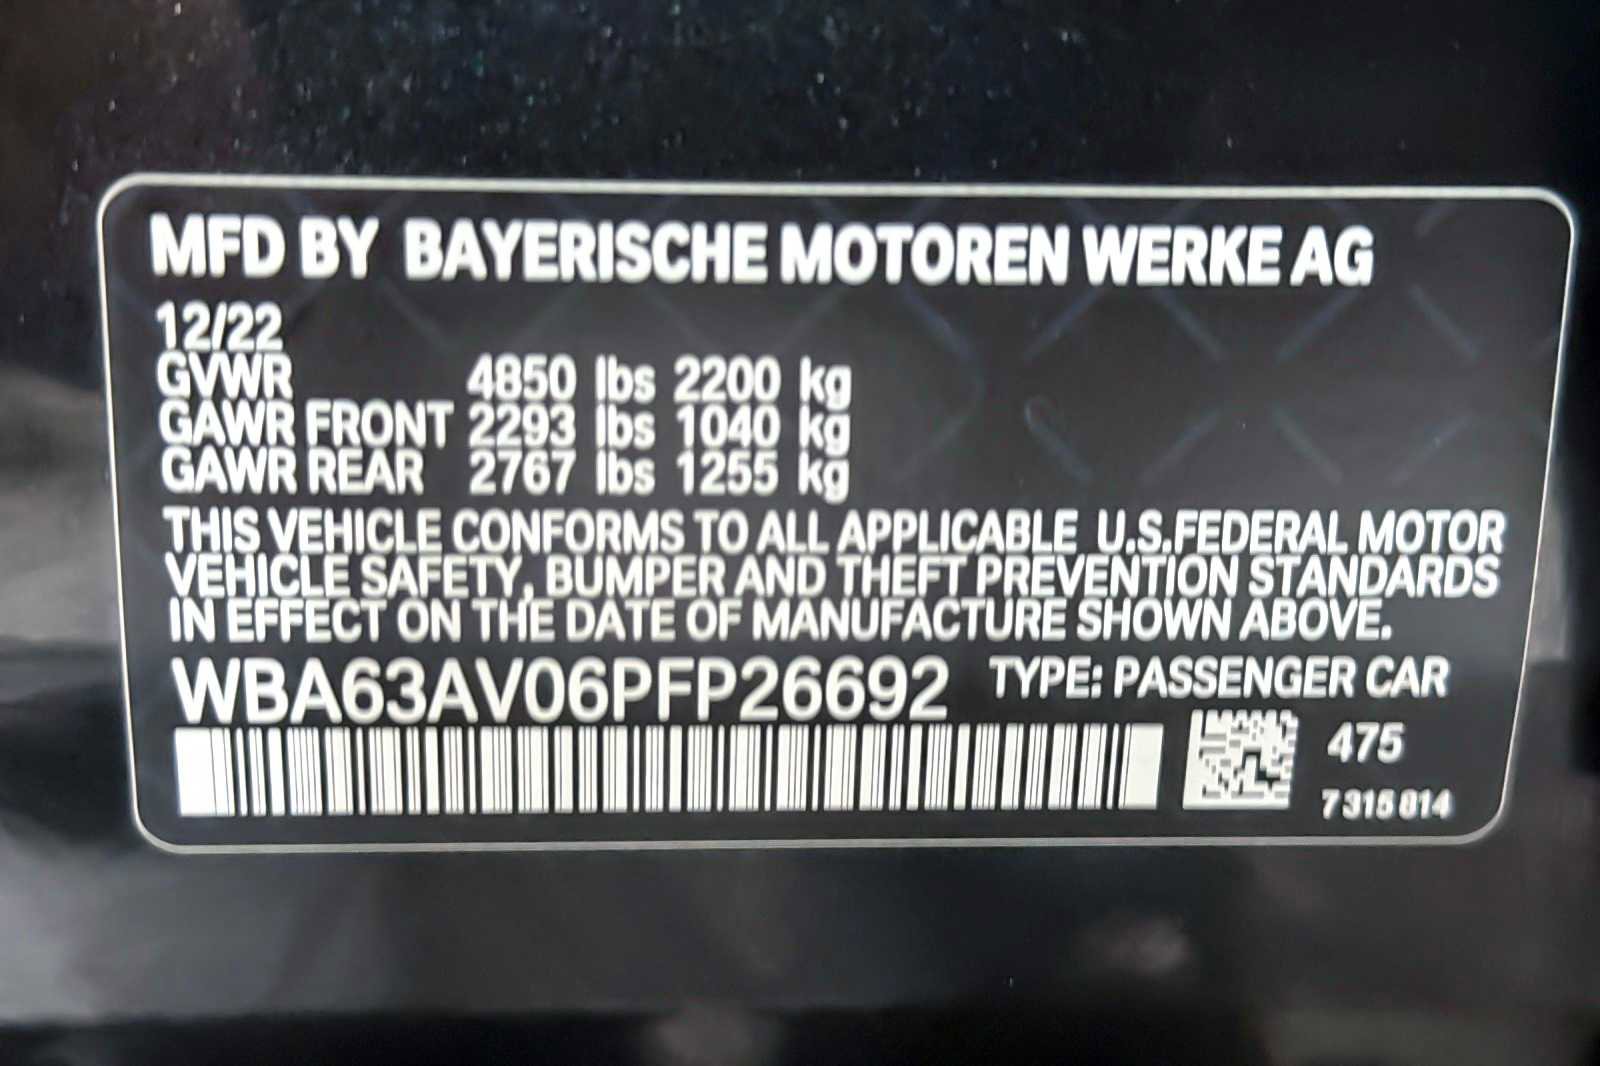 MFD BY BAYERISCHE MOTOREN WERKE AG
12/22
GVWR 4850 lbs 2200 kg
GAWR FRONT 2293 lbs 1040 kg
GAWR REAR 2767 lbs 1255 kg
THIS VEHICLE CONFORMS TO ALL APPLICABLE U.S.FEDERAL MOTOR
VEHICLE SAFETY, BUMPER AND THEFT PREVENTION STANDARDS
IN EFFECT ON THE DATE OF MANUFACTURE SHOWN ABOVE.
WBA63AV06PFP26692 TYPE: PASSENGER CAR
475
7 315 814